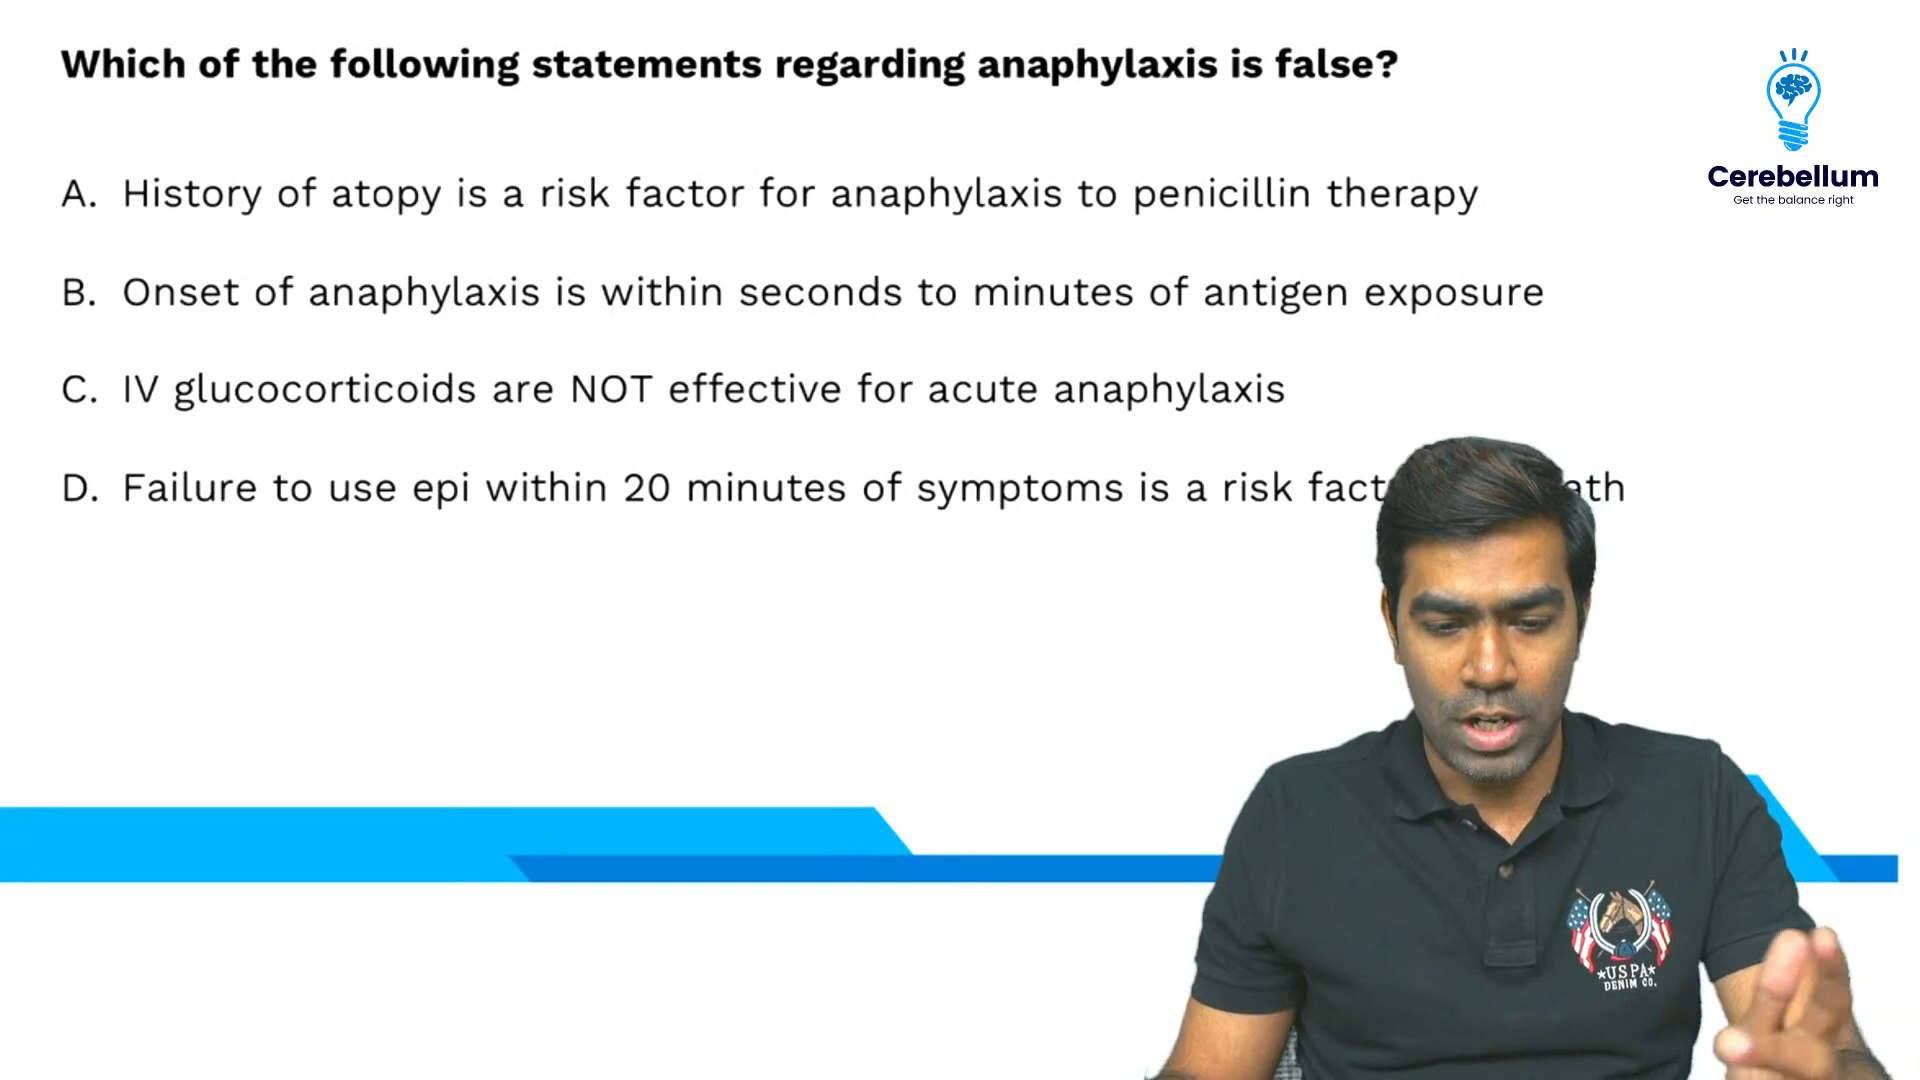 Which of the following statements regarding anaphylaxis is false?
Cerebellum
Get the balance right
A. History of atopy is a risk factor for anaphylaxis to penicillin therapy
B. Onset of anaphylaxis is within seconds to minutes of antigen exposure
C. IV glucocorticoids are NOT effective for acute anaphylaxis
D. Failure to use epi within 20 minutes of symptoms is a risk
★USPA★
DENIM CO.